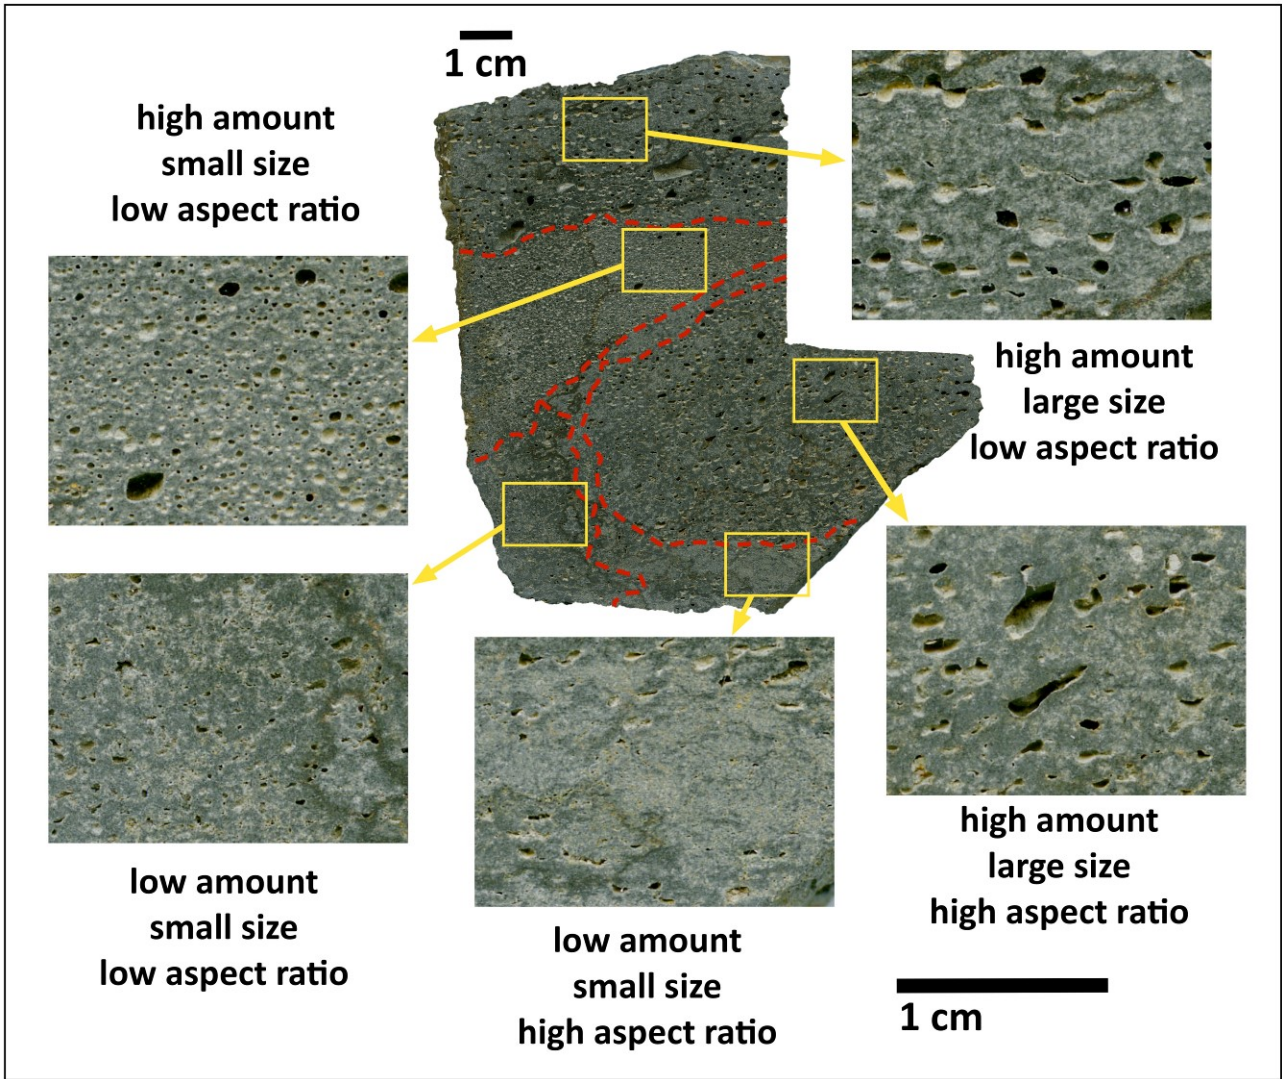 1 cm
high amount
small size
low aspect ratio
high amount
large size
low aspect ratio
low amount
small size
low aspect ratio
low amount
small size
high aspect ratio
high amount
large size
high aspect ratio
1 cm